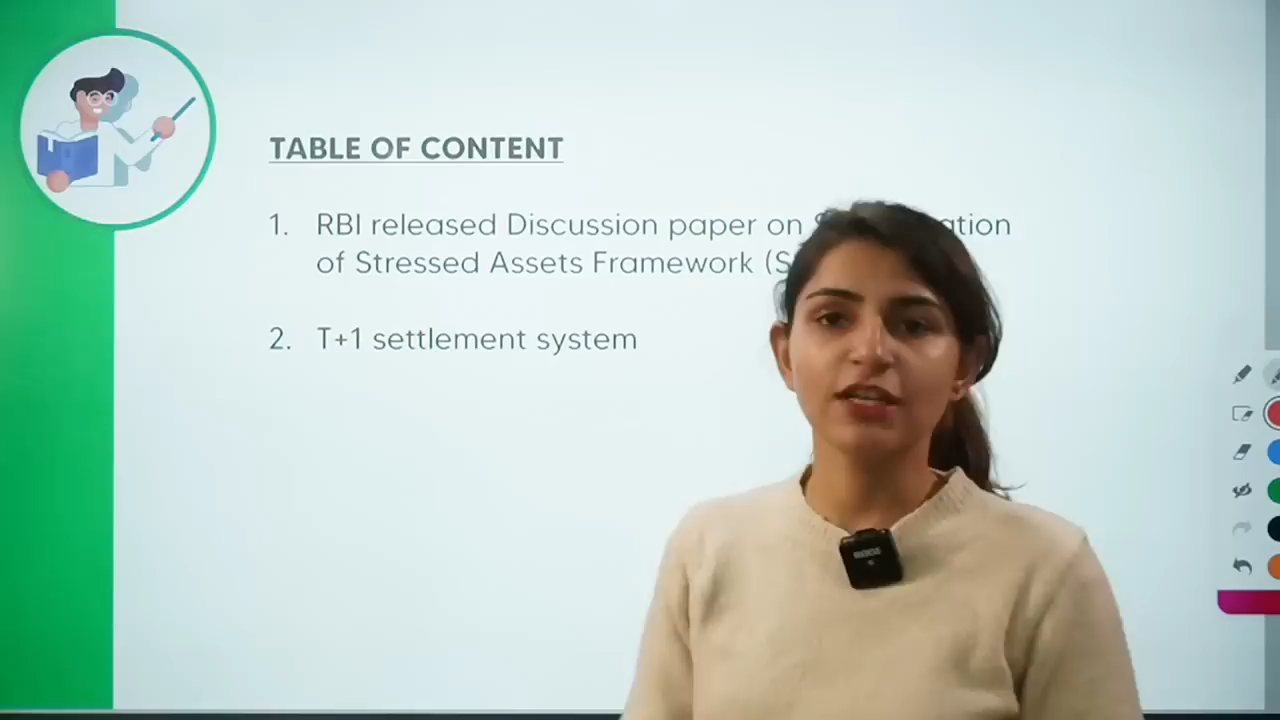 TABLE OF CONTENT
1. RBI released Discussion paper on
of Stressed Assets Framework
2. T+1 settlement system